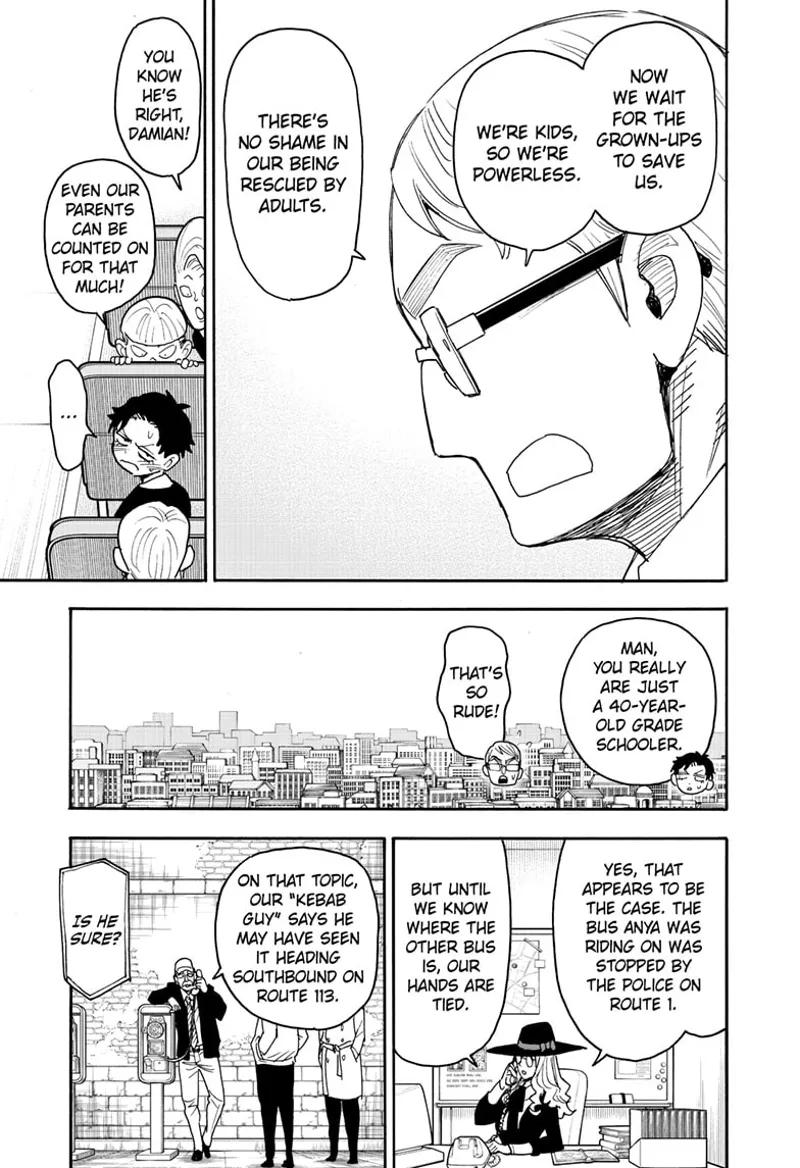 NOW
WE WAIT
FOR THE
GROWN-UPS
TO SAVE
US.
WE'RE KIDS,
SO WE'RE
POWERLESS.
THERE'S
NO SHAME IN
OUR BEING
RESCUED BY
ADULTS.
YOU
KNOW
HE'S
RIGHT,
DAMIAN!
EVEN OUR
PARENTS
CAN BE
COUNTED ON
FOR THAT
MUCH!
...
MAN,
YOU REALLY
ARE JUST
A 40-YEAR-
OLD GRADE
SCHOOLER.
THAT'S
SO
RUDE!
YES, THAT
APPEARS TO BE
THE CASE. THE
BUS ANYA WAS
RIDING ON WAS
STOPPED BY
THE POLICE ON
ROUTE 1.
BUT UNTIL
WE KNOW
WHERE THE
OTHER BUS
IS, OUR
HANDS ARE
TIED.
ON THAT TOPIC,
OUR "KEBAB
GUY" SAYS HE
MAY HAVE SEEN
IT HEADING
SOUTHBOUND ON
ROUTE 113.
IS HE
SURE?